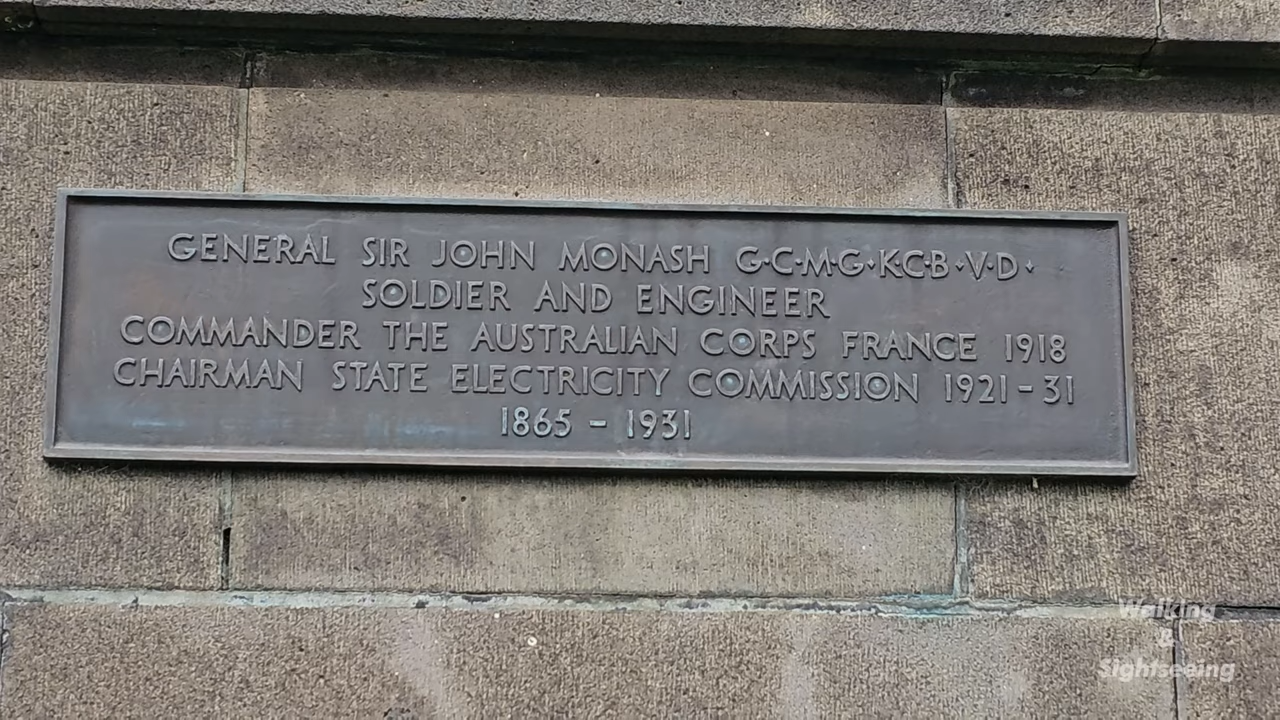 GENERAL SIR JOHN MONASH G·C·M·G·K·C·B·V·D·
SOLDIER AND ENGINEER
COMMANDER THE AUSTRALIAN CORPS FRANCE 1918
CHAIRMAN STATE ELECTRICITY COMMISSION 1921-31
1865 - 1931
Walking
&
Sightseeing